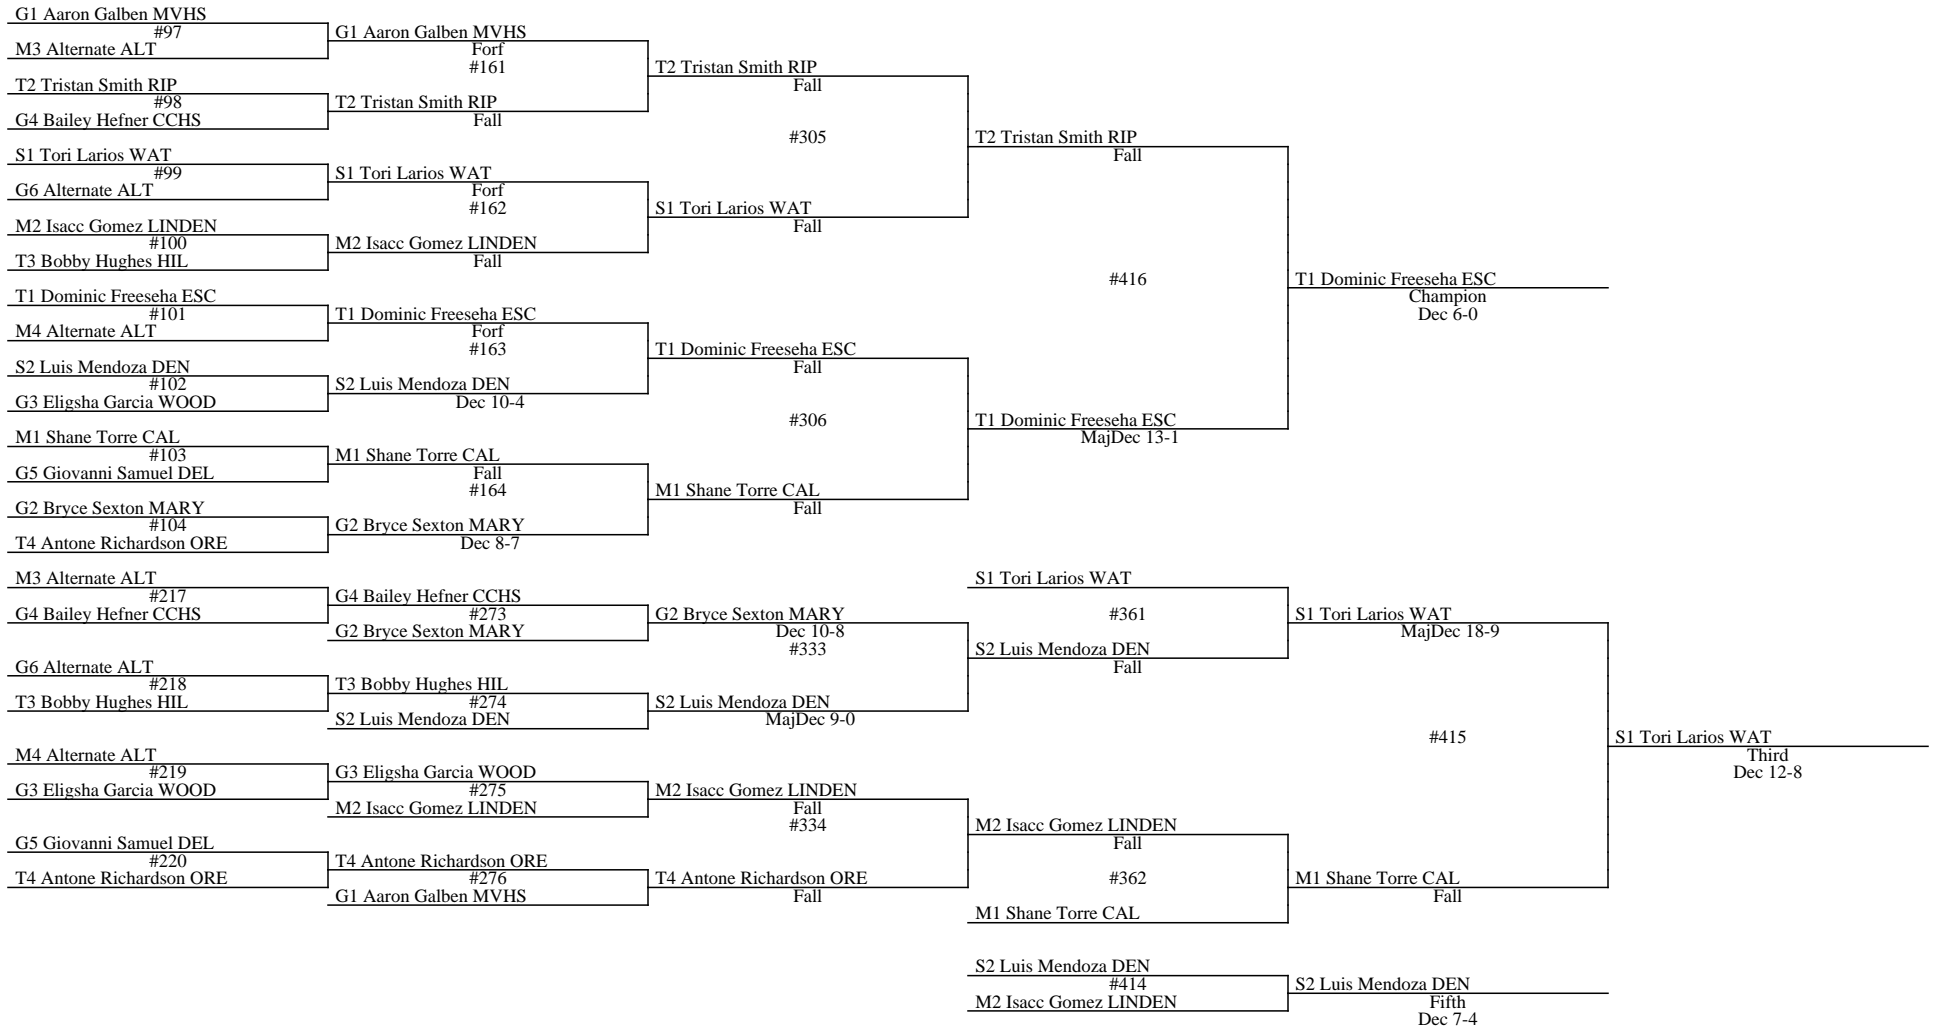 G1 Aaron Galben MVHS
#97
M3 Alternate ALT
T2 Tristan Smith RIP
#98
G4 Bailey Hefner CCHS
S1 Tori Larios WAT
#99
G6 Alternate ALT
M2 Isacc Gomez LINDEN
#100
T3 Bobby Hughes HIL
T1 Dominic Freeseha ESC
#101
M4 Alternate ALT
S2 Luis Mendoza DEN
#102
G3 Eligsha Garcia WOOD
M1 Shane Torre CAL
#103
G5 Giovanni Samuel DEL
G2 Bryce Sexton MARY
#104
T4 Antone Richardson ORE
G1 Aaron Galben MVHS
Forf
#161
T2 Tristan Smith RIP
Fall
S1 Tori Larios WAT
Forf
#162
M2 Isacc Gomez LINDEN
Fall
T1 Dominic Freeseha ESC
Forf
#163
S2 Luis Mendoza DEN
Dec 10-4
M1 Shane Torre CAL
Fall
#164
G2 Bryce Sexton MARY
Dec 8-7
T2 Tristan Smith RIP
Fall
#305
S1 Tori Larios WAT
Fall
T1 Dominic Freeseha ESC
Fall
#306
M1 Shane Torre CAL
Fall
T2 Tristan Smith RIP
Fall
#416
T1 Dominic Freeseha ESC
MajDec 13-1
T1 Dominic Freeseha ESC
Champion
Dec 6-0
M3 Alternate ALT
#217
G4 Bailey Hefner CCHS
G6 Alternate ALT
#218
T3 Bobby Hughes HIL
M4 Alternate ALT
#219
G3 Eligsha Garcia WOOD
G5 Giovanni Samuel DEL
#220
T4 Antone Richardson ORE
G4 Bailey Hefner CCHS
#273
G2 Bryce Sexton MARY
T3 Bobby Hughes HIL
#274
S2 Luis Mendoza DEN
G3 Eligsha Garcia WOOD
#275
M2 Isacc Gomez LINDEN
T4 Antone Richardson ORE
#276
G1 Aaron Galben MVHS
G2 Bryce Sexton MARY
Dec 10-8
#333
S2 Luis Mendoza DEN
MajDec 9-0
M2 Isacc Gomez LINDEN
Fall
#334
T4 Antone Richardson ORE
Fall
S1 Tori Larios WAT
#361
S2 Luis Mendoza DEN
Fall
M2 Isacc Gomez LINDEN
Fall
#362
M1 Shane Torre CAL
S1 Tori Larios WAT
MajDec 18-9
#415
M1 Shane Torre CAL
Fall
S1 Tori Larios WAT
Third
Dec 12-8
S2 Luis Mendoza DEN
#414
M2 Isacc Gomez LINDEN
S2 Luis Mendoza DEN
Fifth
Dec 7-4